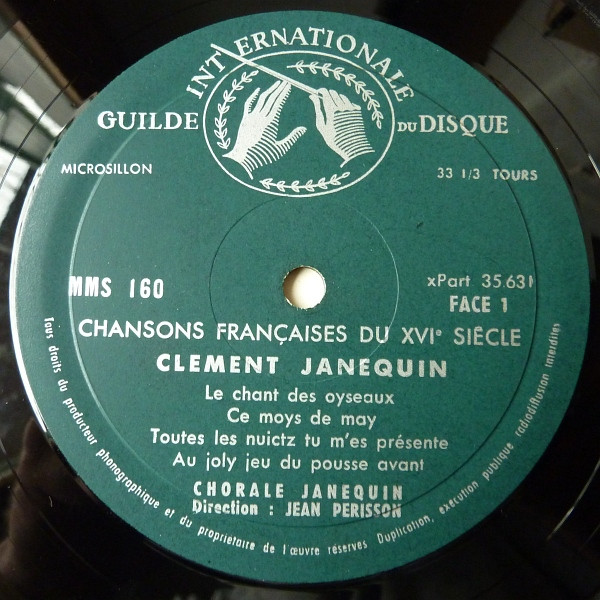 INTERNATIONALE
GUILDE DU DISQUE
MICROSILLON
33 1/3 TOURS
MMS 160
xPart 35.631
FACE 1
CHANSONS FRANÇAISES DU XVIe SIÈCLE
CLEMENT JANEQUIN
Le chant des oyseaux
Ce moys de may
Toutes les nuictz tu m'es présente
Au joly jeu du pousse avant
CHORALE JANEQUIN
Direction : JEAN PERISSON
Tous droits du producteur phonographique et du proprietaire de l'œuvre réservés. Duplication, execution publique radiodiffusion interdites